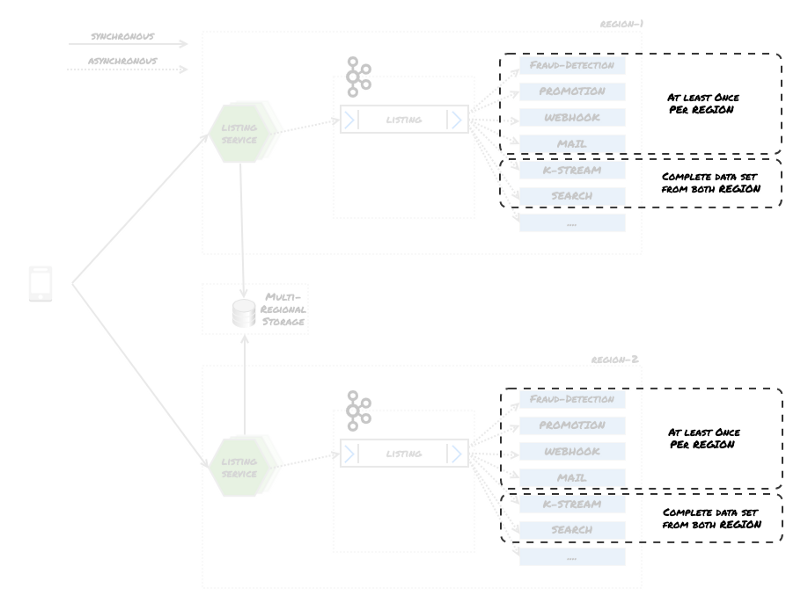 REGION-1
SYNCHRONOUS
ASYNCHRONOUS
FRAUD-DETECTION
PROMOTION
WEBHOOK
MAIL
K-STREAM
SEARCH
....
AT LEAST ONCE
PER REGION
COMPLETE DATA SET
FROM BOTH REGION
LISTING
SERVICE
LISTING
MULTI-
REGIONAL
STORAGE
REGION-2
FRAUD-DETECTION
PROMOTION
WEBHOOK
MAIL
K-STREAM
SEARCH
....
AT LEAST ONCE
PER REGION
COMPLETE DATA SET
FROM BOTH REGION
LISTING
SERVICE
LISTING